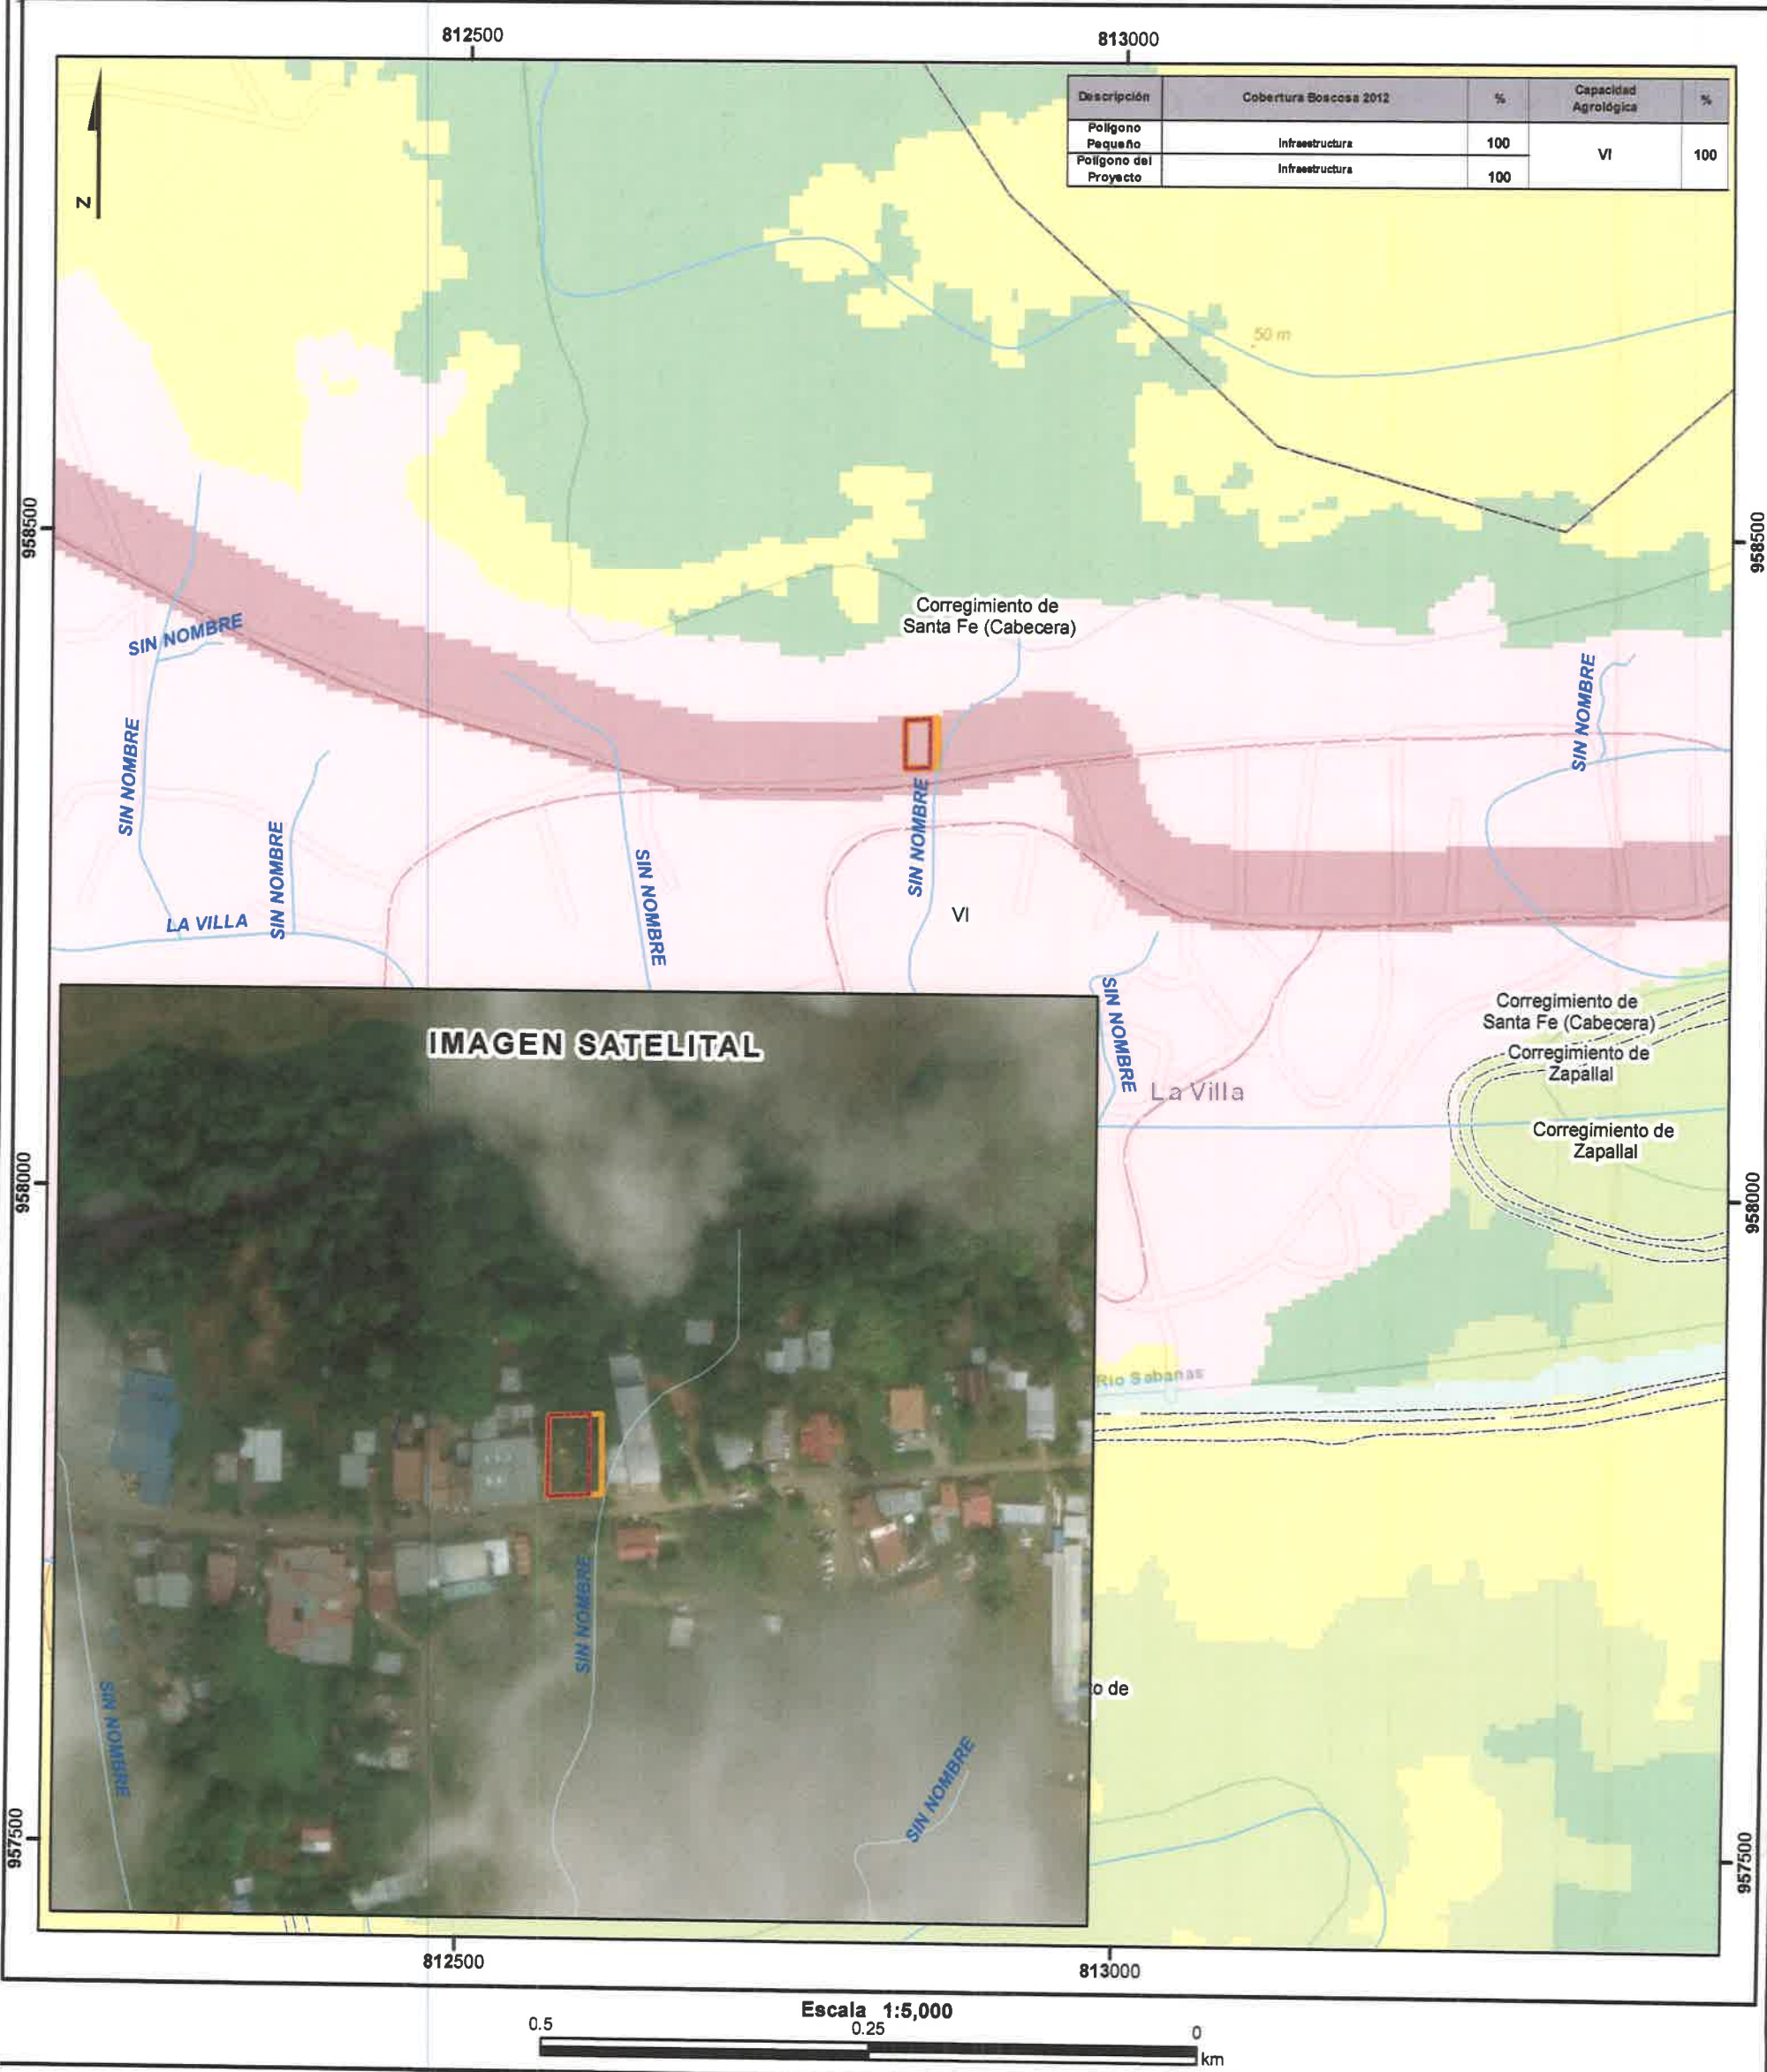 812500
813000
Descripción Cobertura Boscosa 2012 % Capacidad Agrológica %
Polígono Pequeño Infraestructura 100 VI 100
Polígono del Proyecto Infraestructura 100
N
50 m
958500
958500
Corregimiento de
Santa Fe (Cabecera)
SIN NOMBRE
SIN NOMBRE
SIN NOMBRE
SIN NOMBRE
SIN NOMBRE
SIN NOMBRE
LA VILLA
VI
SIN NOMBRE
Corregimiento de
Santa Fe (Cabecera)
Corregimiento de
Zapallal
Corregimiento de
Zapallal
La Villa
IMAGEN SATELITAL
958000
958000
Río Sabanas
SIN NOMBRE
SIN NOMBRE
SIN NOMBRE
to de
957500
957500
812500
813000
Escala 1:5,000
0.5 0.25 0
km